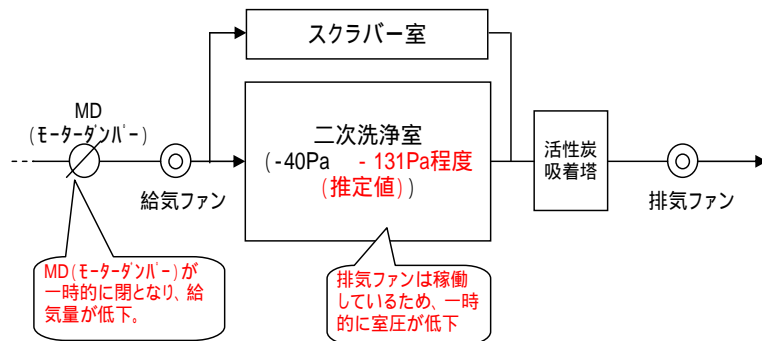 スクラバー室
MD
(モーターダンパー)
二次洗浄室
(-40Pa - 131Pa程度
(推定値))
活性炭
吸着塔
給気ファン
排気ファン
MD(モーターダンパー)が
一時的に閉となり、給
気量が低下。
排気ファンは稼働
しているため、一時
的に室圧が低下